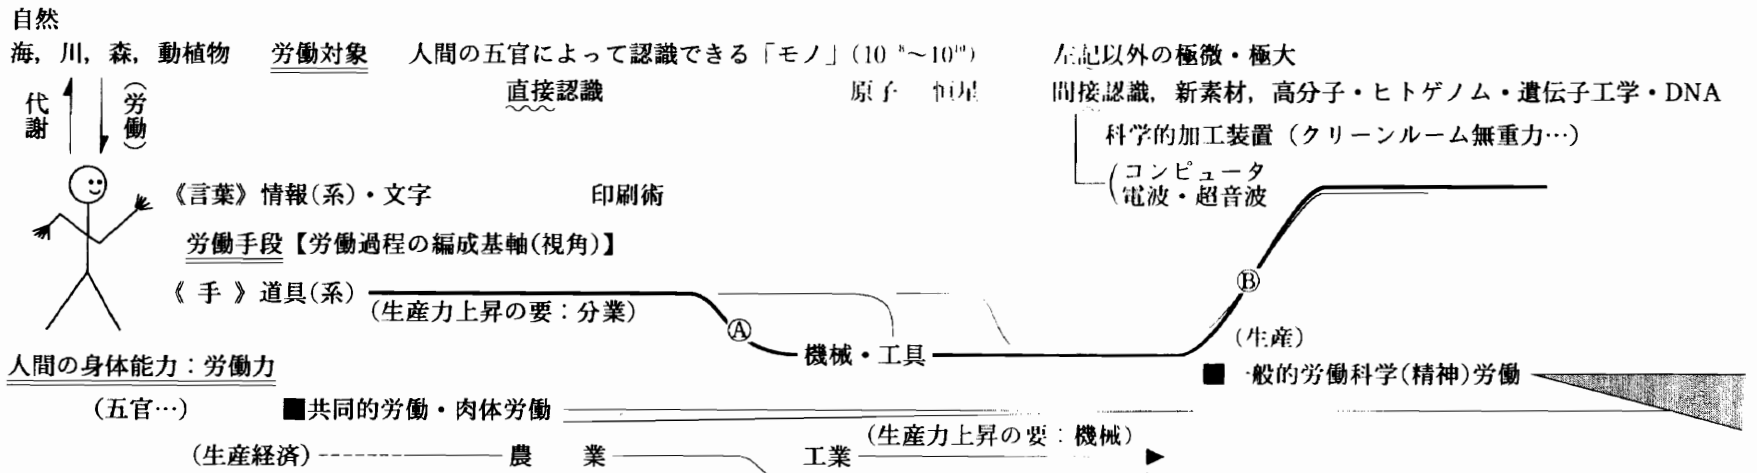 自然
海，川，森，動植物　労働対象　人間の五官によって認識できる「モノ」(10⁻⁸～10¹⁰)　左記以外の極微・極大
代謝　(労働)　直接認識　原子　恒星　間接認識，新素材，高分子・ヒトゲノム・遺伝子工学・DNA
科学的加工装置（クリーンルーム無重力…）
コンピュータ
電波・超音波
《言葉》情報(系)・文字　印刷術
労働手段【労働過程の編成基軸(視角)】
《 手 》道具(系)
(生産力上昇の要：分業)
Ⓐ
Ⓑ
機械・工具
(生産)
人間の身体能力：労働力
■一般的労働科学(精神)労働
(五官…)　■共同的労働・肉体労働
(生産力上昇の要：機械)
(生産経済)　農　業　工業